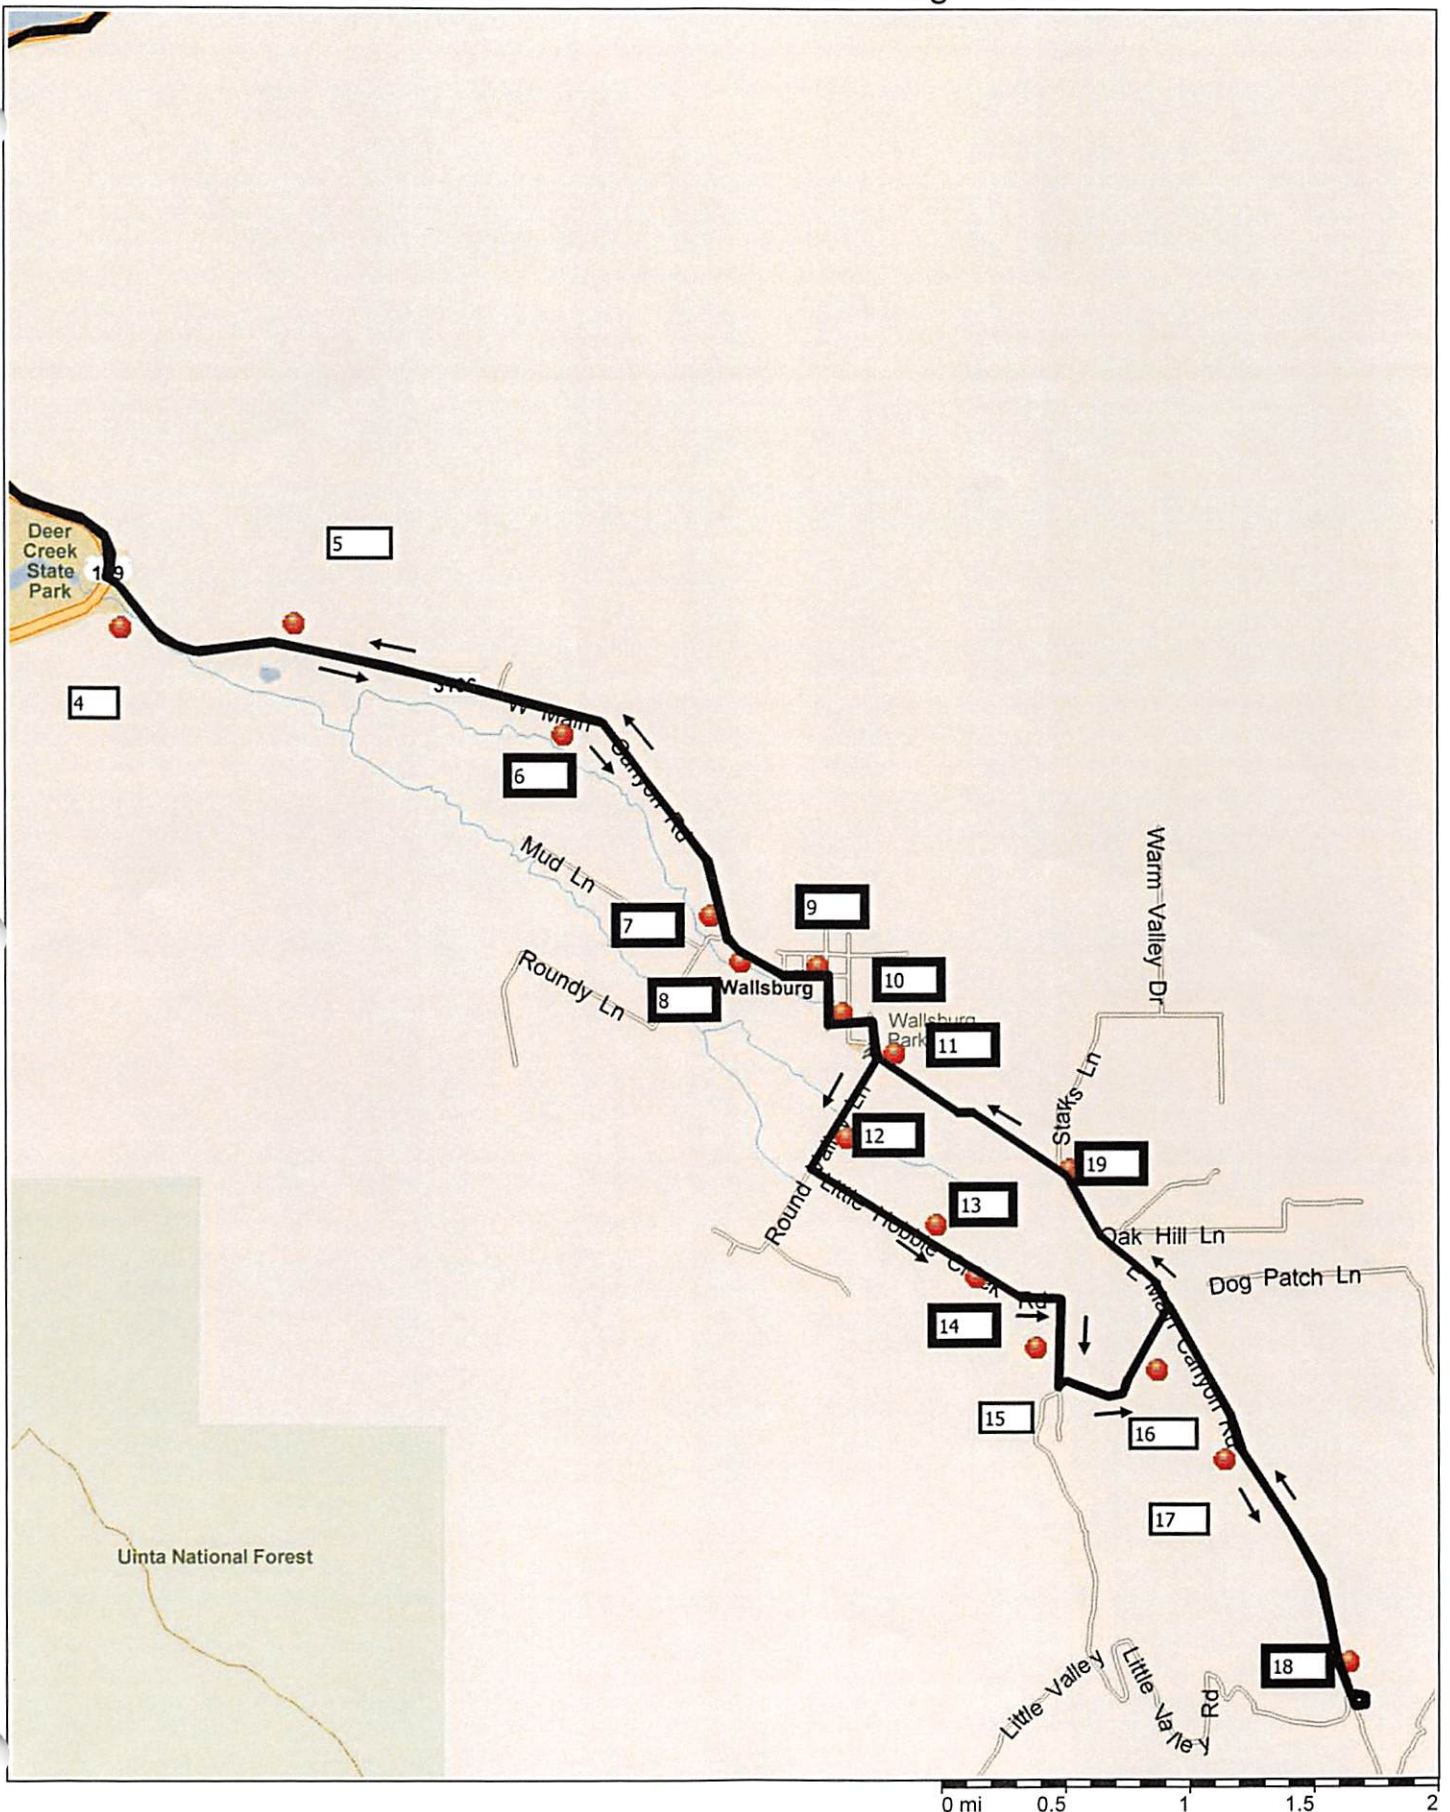 5
Deer
Creek
State
Park
189
4
W Main Canyon Rd
6
Mud Ln
9
7
Roundy Ln
10
8
Wallsburg
Wallsburg
Park
11
Warm Valley Dr
Starks Ln
12
19
Round Valley Ln
13
Little Hobble Creek Rd
Oak Hill Ln
Dog Patch Ln
E Main Canyon Rd
14
15
16
17
Uinta National Forest
18
Little Valley
Little Valley Rd
0 mi 0.5 1 1.5 2